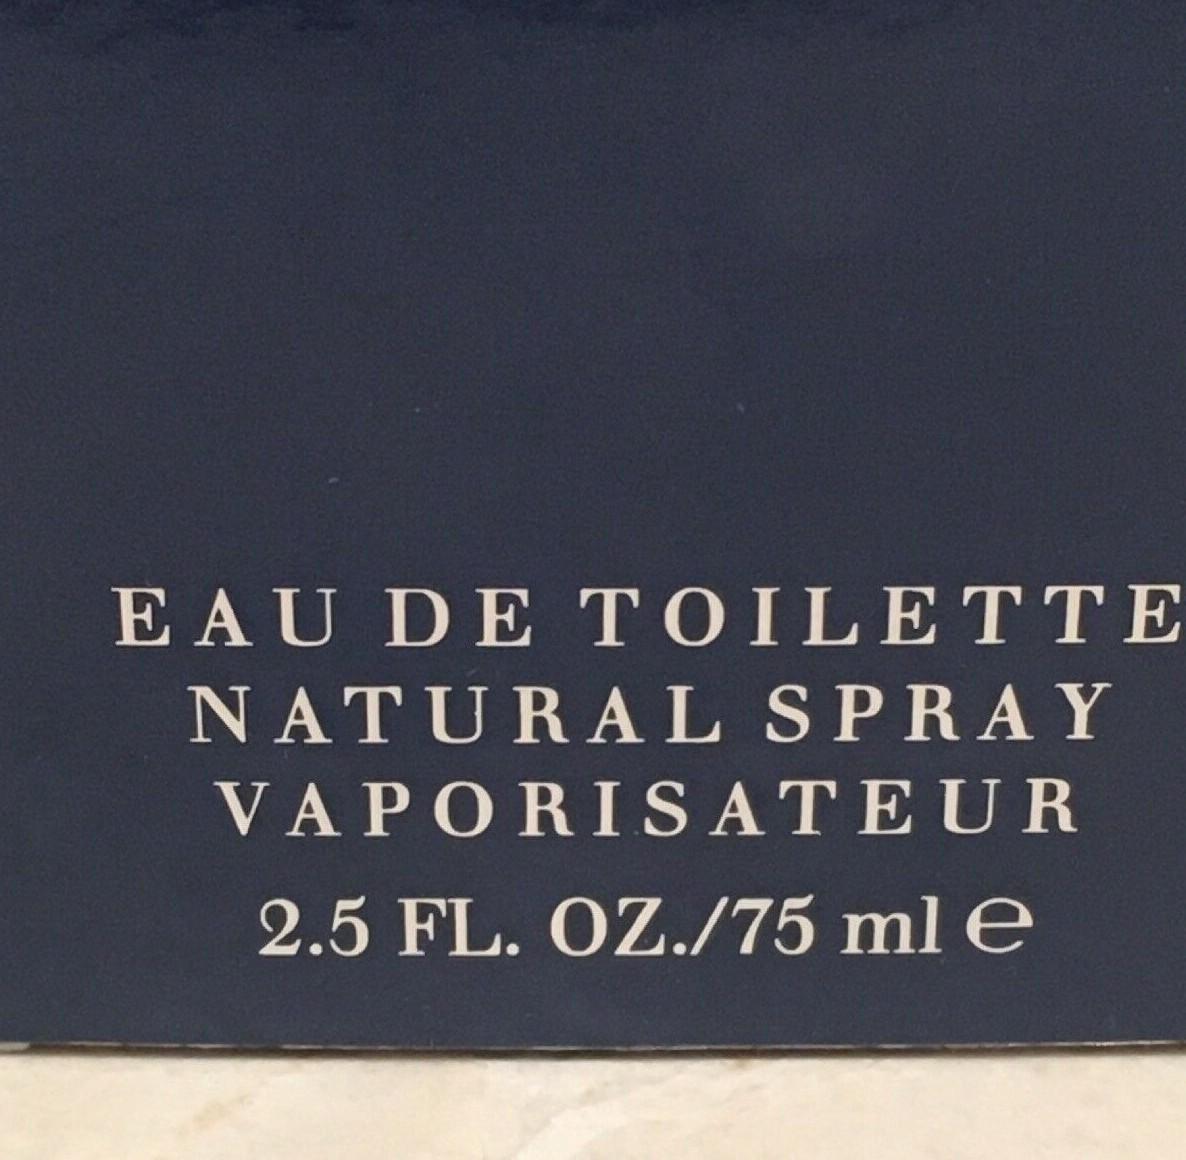 EAU DE TOILETTE
NATURAL SPRAY
VAPORISATEUR
2.5 FL. OZ./75 ml ℮